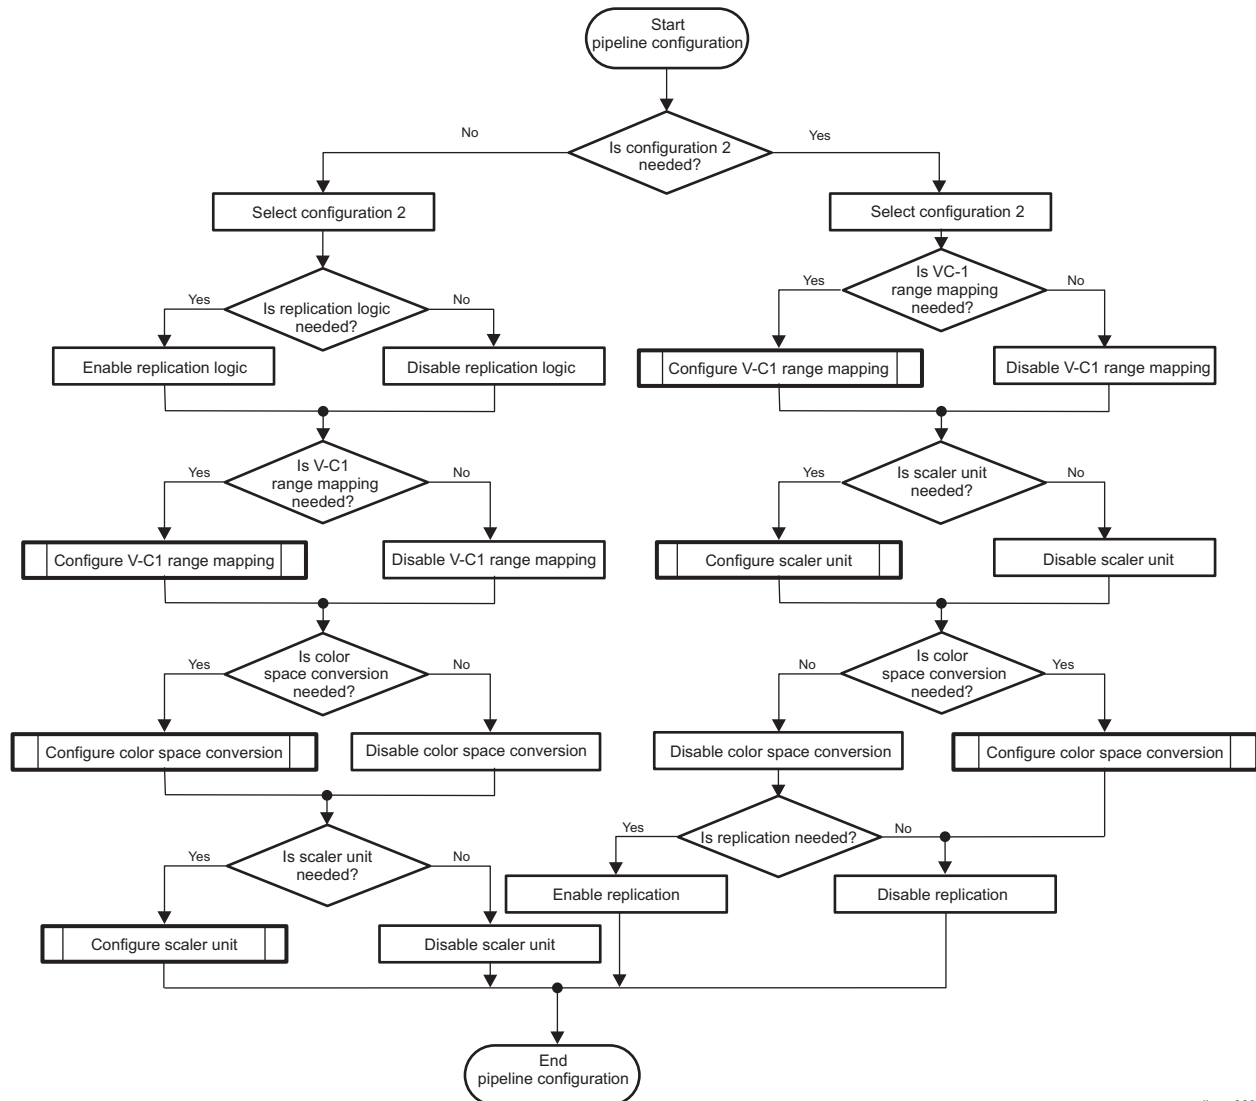 Start
pipeline configuration
Is configuration 2
needed?
No
Yes
Select configuration 2
Select configuration 2
Is replication logic
needed?
Yes
No
Is VC-1
range mapping
needed?
Yes
No
Enable replication logic
Disable replication logic
Configure V-C1 range mapping
Disable V-C1 range mapping
Is V-C1
range mapping
needed?
Yes
No
Is scaler unit
needed?
Yes
No
Configure V-C1 range mapping
Disable V-C1 range mapping
Configure scaler unit
Disable scaler unit
Is color
space conversion
needed?
Yes
No
Is color
space conversion
needed?
No
Yes
Configure color space conversion
Disable color space conversion
Disable color space conversion
Configure color space conversion
Is scaler unit
needed?
Yes
No
Is replication needed?
Yes
No
Enable replication
Disable replication
Configure scaler unit
Disable scaler unit
End
pipeline configuration